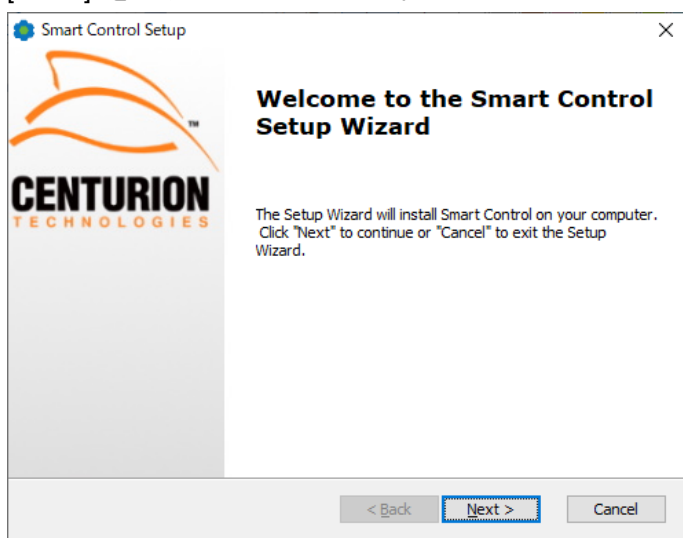 Smart Control Setup
Welcome to the Smart Control
Setup Wizard
TM
CENTURION
TECHNOLOGIES
The Setup Wizard will install Smart Control on your computer.
Click "Next" to continue or "Cancel" to exit the Setup
Wizard.
< Back
Next >
Cancel